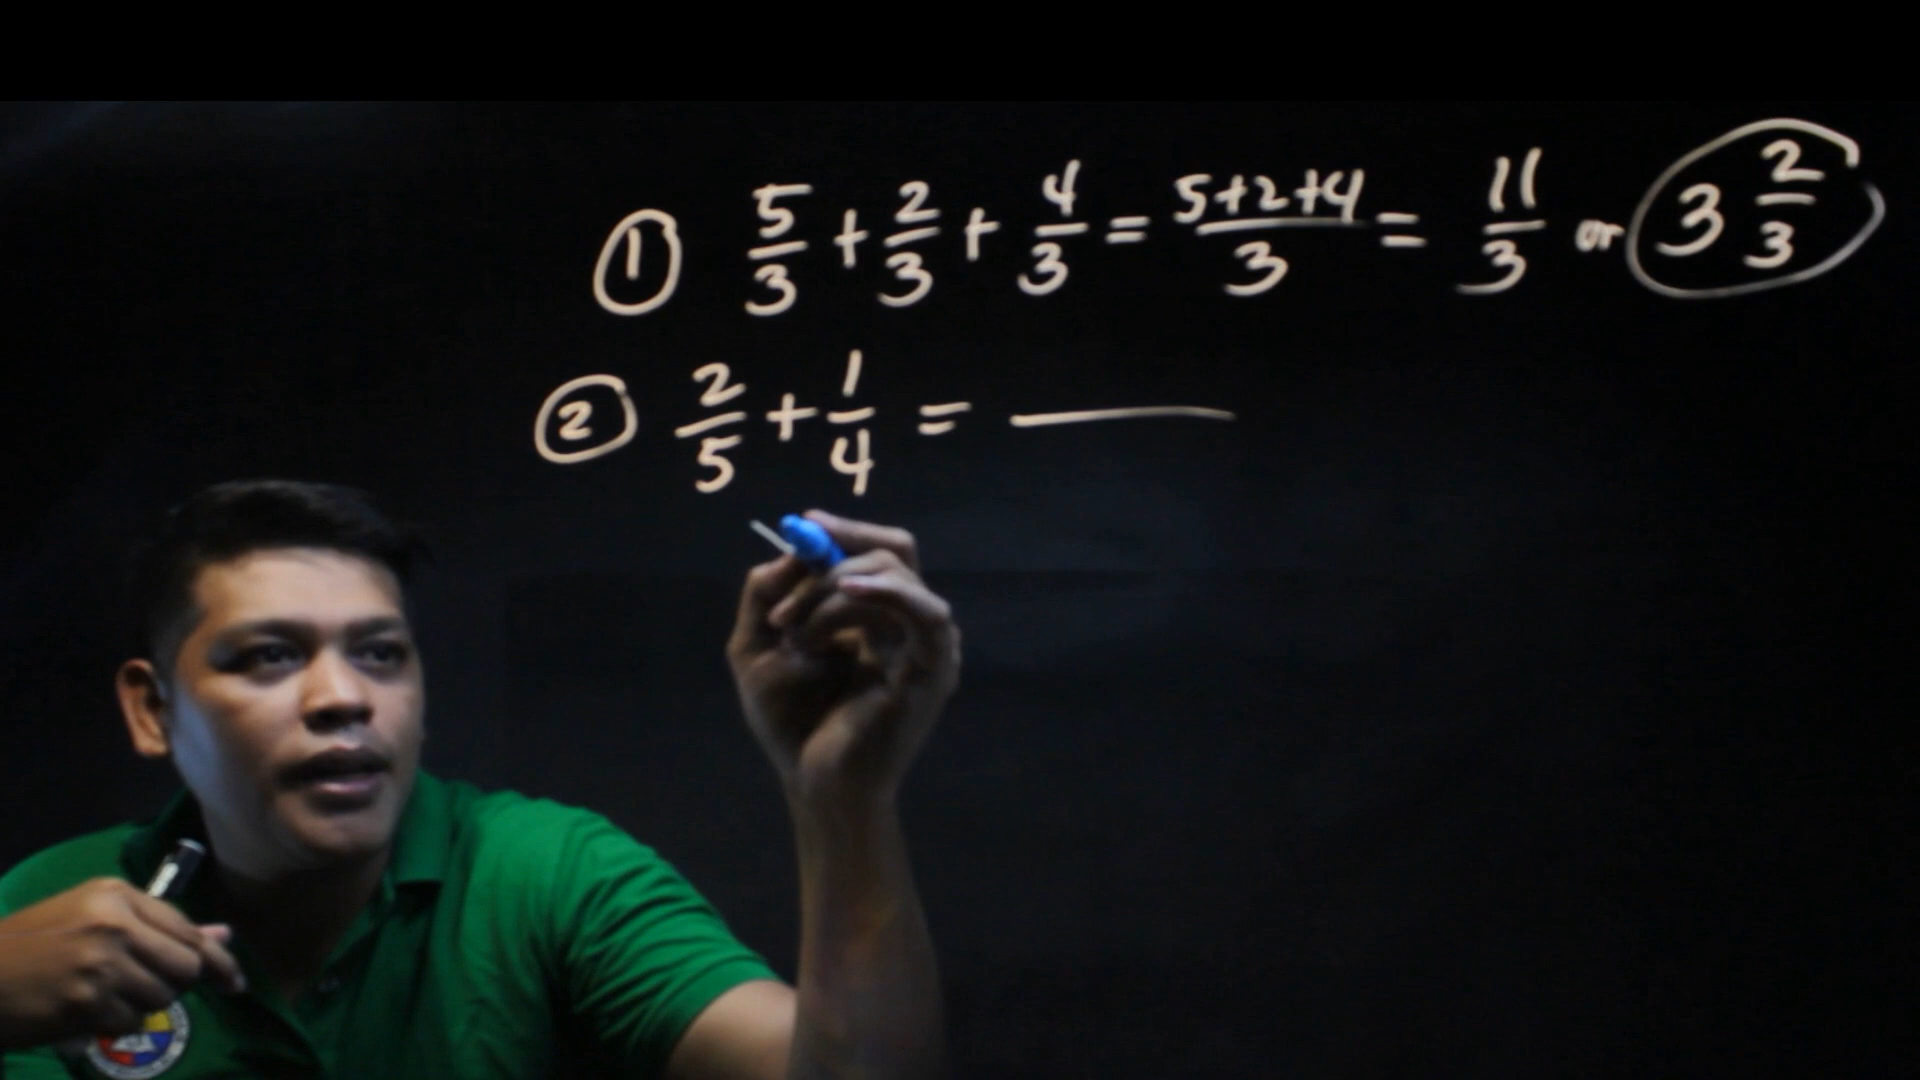 ① 5/3 + 2/3 + 4/3 = 5+2+4/3 = 11/3 or 3 2/3
② 2/5 + 1/4 =